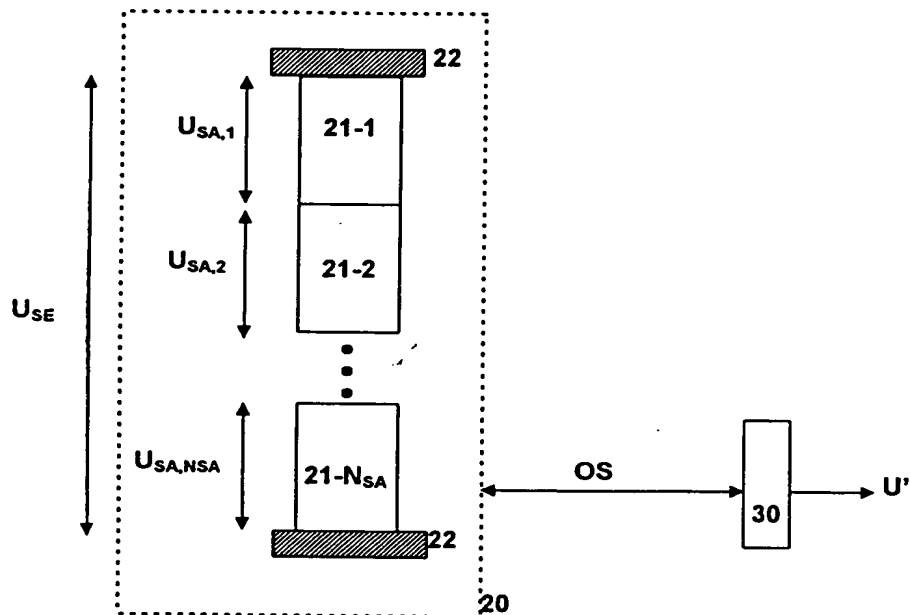 22
U_SA,1
21-1
U_SA,2
21-2
U_SE
U_SA,NSA
21-N_SA
OS
U'
30
22
20